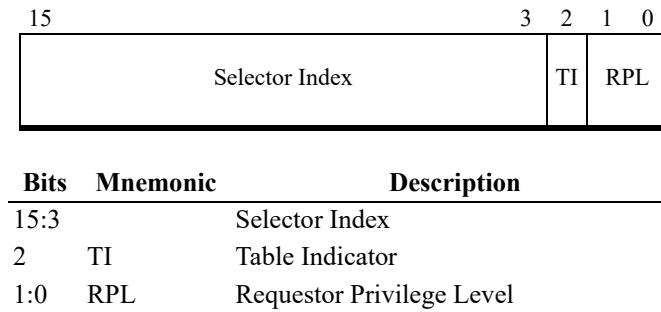 15 3 2 1 0
Selector Index TI RPL
Bits Mnemonic Description
15:3 Selector Index
2 TI Table Indicator
1:0 RPL Requestor Privilege Level